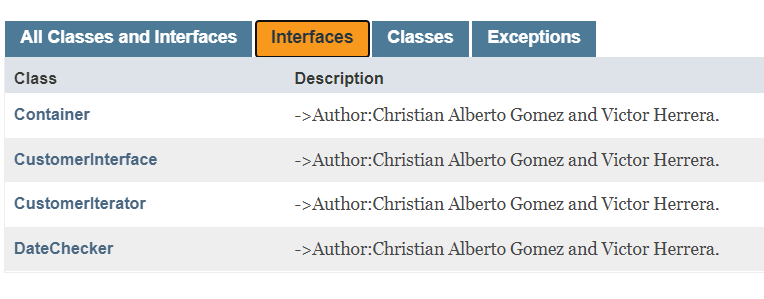 All Classes and Interfaces Interfaces Classes Exceptions
Class Description
Container ->Author:Christian Alberto Gomez and Victor Herrera.
CustomerInterface ->Author:Christian Alberto Gomez and Victor Herrera.
CustomerIterator ->Author:Christian Alberto Gomez and Victor Herrera.
DateChecker ->Author:Christian Alberto Gomez and Victor Herrera.